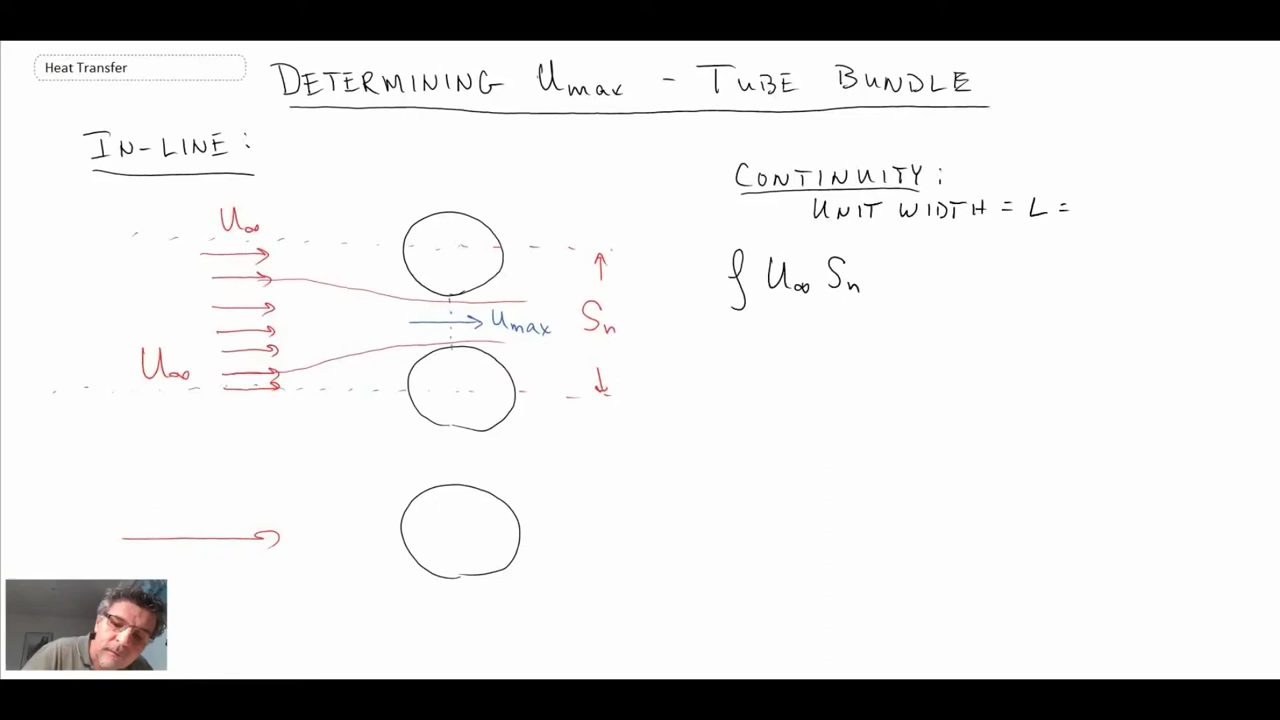 Heat Transfer
DETERMINING Umax - TUBE BUNDLE
IN-LINE:
U∞
Umax
Sn
U∞
CONTINUITY:
UNIT WIDTH = L =
ρ U∞ Sn